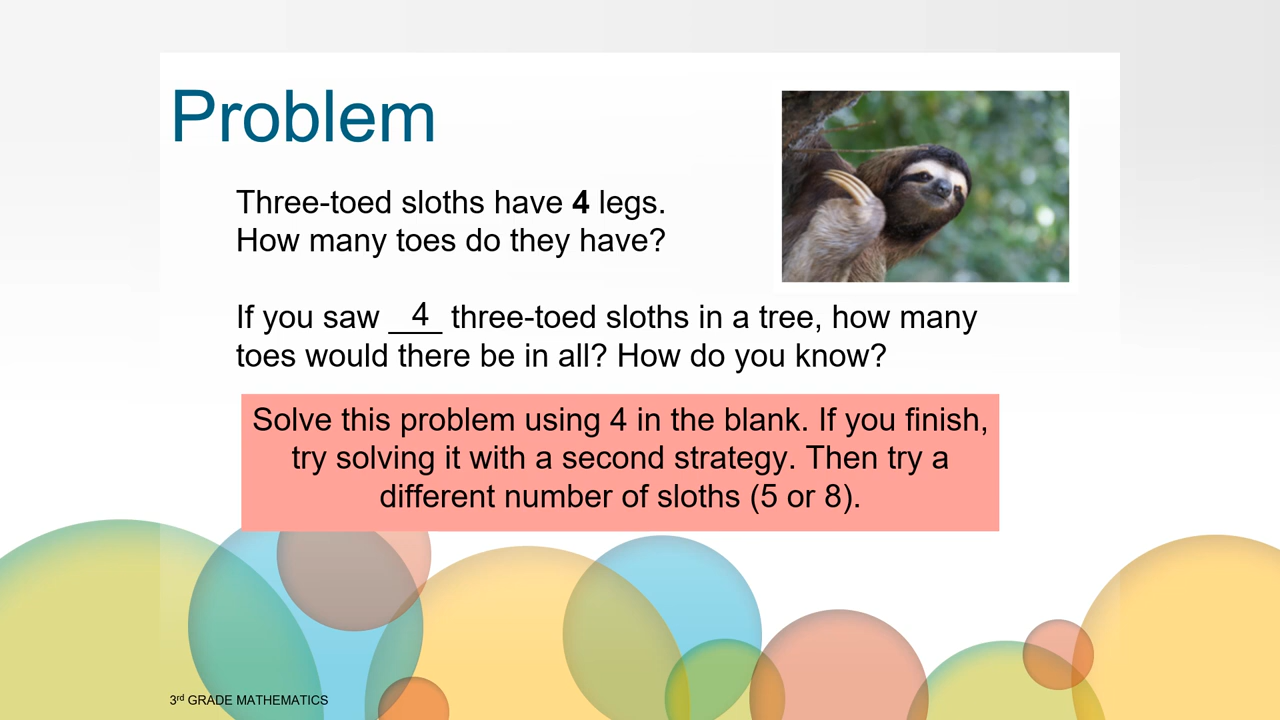 Problem
Three-toed sloths have 4 legs.
How many toes do they have?
If you saw 4 three-toed sloths in a tree, how many
toes would there be in all? How do you know?
Solve this problem using 4 in the blank. If you finish,
try solving it with a second strategy. Then try a
different number of sloths (5 or 8).
3rd GRADE MATHEMATICS